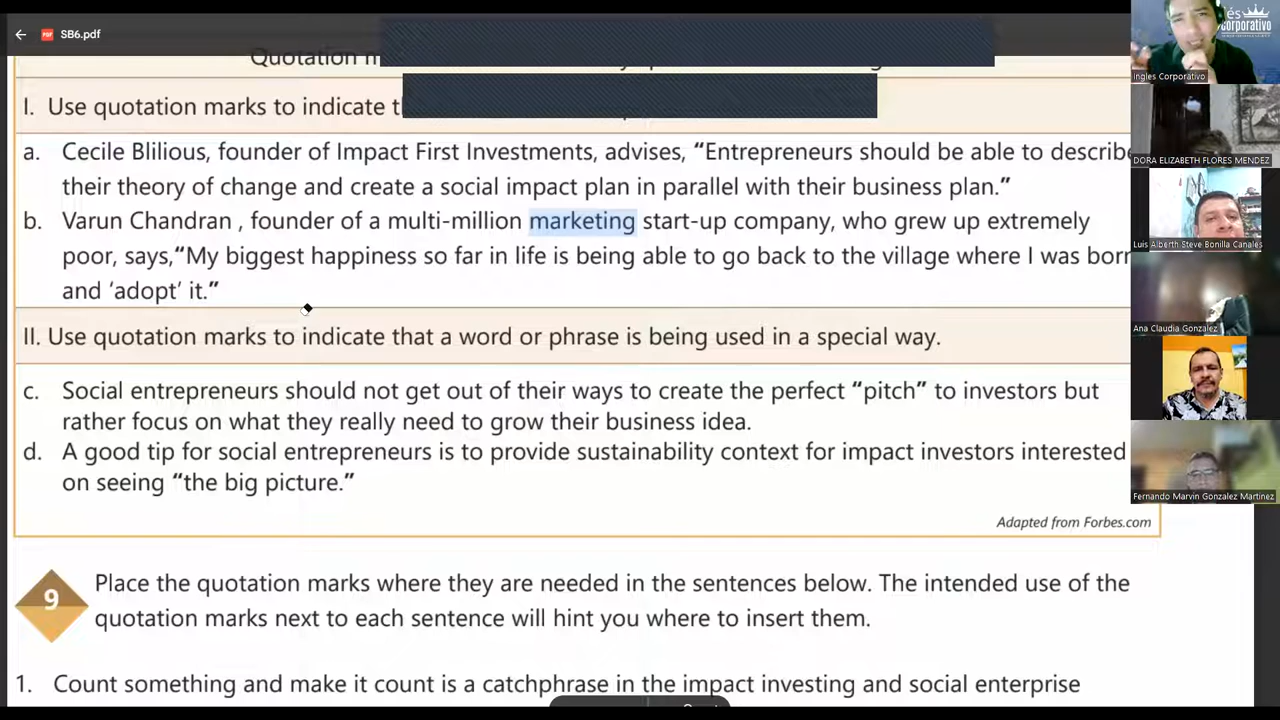 SB6.pdf
Quotation
I. Use quotation marks to indicate
a. Cecile Blilious, founder of Impact First Investments, advises, “Entrepreneurs should be able to describe
their theory of change and create a social impact plan in parallel with their business plan.”
b. Varun Chandran , founder of a multi-million marketing start-up company, who grew up extremely
poor, says,“My biggest happiness so far in life is being able to go back to the village where I was born
and ‘adopt’ it.”
II. Use quotation marks to indicate that a word or phrase is being used in a special way.
c. Social entrepreneurs should not get out of their ways to create the perfect “pitch” to investors but
rather focus on what they really need to grow their business idea.
d. A good tip for social entrepreneurs is to provide sustainability context for impact investors interested
on seeing “the big picture.”
Adapted from Forbes.com
9
Place the quotation marks where they are needed in the sentences below. The intended use of the
quotation marks next to each sentence will hint you where to insert them.
1. Count something and make it count is a catchphrase in the impact investing and social enterprise
és
corporativo
Ingles Corporativo
DORA ELIZABETH FLORES MENDEZ
Luis Alberth Steve Bonilla Canales
Ana Claudia Gonzalez
Fernando Marvin Gonzalez Martinez